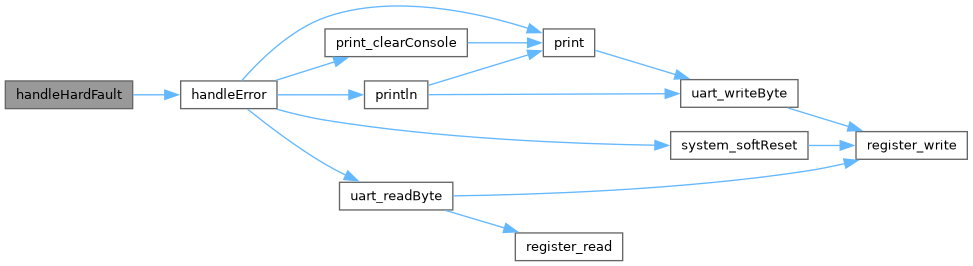 handleHardFault
handleError
print_clearConsole
println
print
uart_writeByte
system_softReset
register_write
uart_readByte
register_read